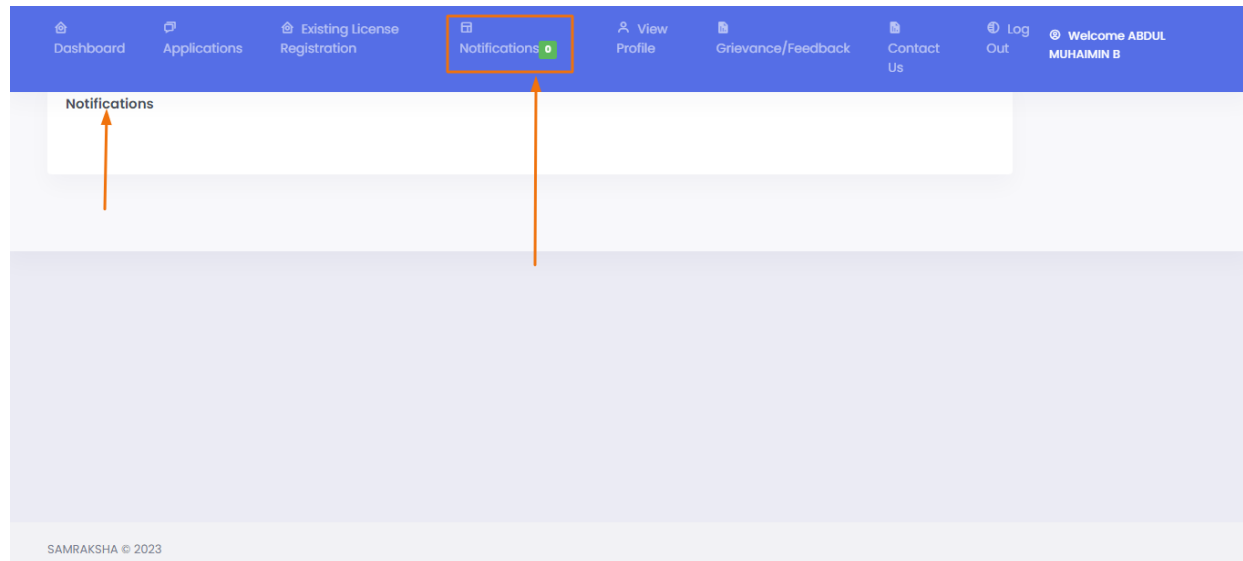 Dashboard
Applications
Existing License
Registration
Notifications 0
View
Profile
Grievance/Feedback
Contact
Us
Log
Out
Welcome ABDUL
MUHAIMIN B
Notifications
SAMRAKSHA © 2023